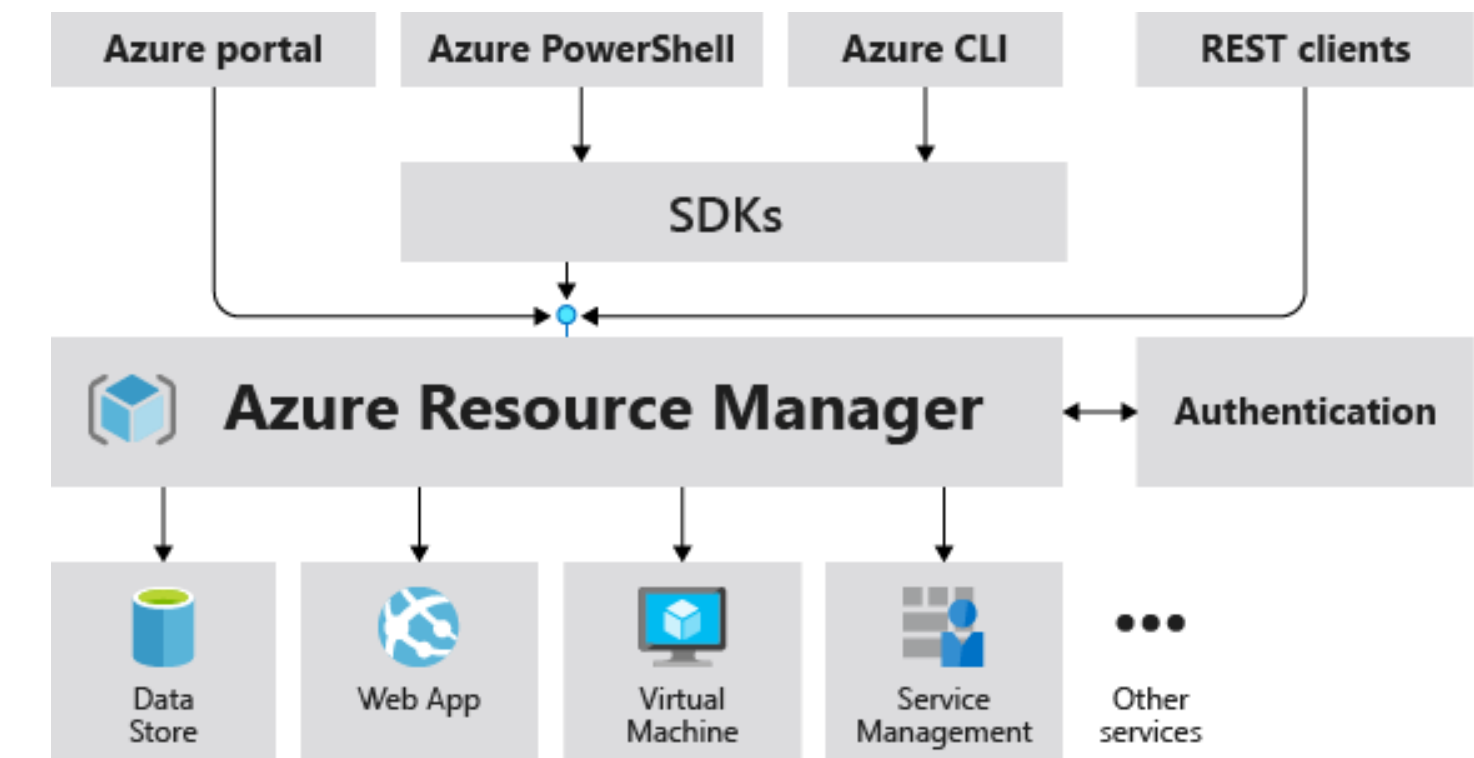 Azure portal
Azure PowerShell
Azure CLI
REST clients
SDKs
Azure Resource Manager
Authentication
Data
Store
Web App
Virtual
Machine
Service
Management
Other
services